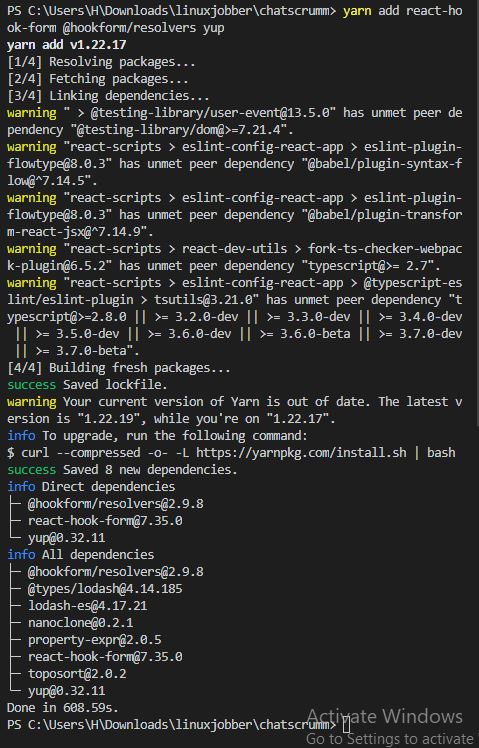 PS C:\Users\H\Downloads\linuxjobber\chatscrumm> yarn add react-ho
ok-form @hookform/resolvers yup
yarn add v1.22.17
[1/4] Resolving packages...
[2/4] Fetching packages...
[3/4] Linking dependencies...
warning " > @testing-library/user-event@13.5.0" has unmet peer de
pendency "@testing-library/dom@>=7.21.4".
warning "react-scripts > eslint-config-react-app > eslint-plugin-
flowtype@8.0.3" has unmet peer dependency "@babel/plugin-syntax-f
low@^7.14.5".
warning "react-scripts > eslint-config-react-app > eslint-plugin-
flowtype@8.0.3" has unmet peer dependency "@babel/plugin-transfor
m-react-jsx@^7.14.9".
warning "react-scripts > react-dev-utils > fork-ts-checker-webpac
k-plugin@6.5.2" has unmet peer dependency "typescript@>= 2.7".
warning "react-scripts > eslint-config-react-app > @typescript-es
lint/eslint-plugin > tsutils@3.21.0" has unmet peer dependency "t
ypescript@>=2.8.0 || >= 3.2.0-dev || >= 3.3.0-dev || >= 3.4.0-dev
 || >= 3.5.0-dev || >= 3.6.0-dev || >= 3.6.0-beta || >= 3.7.0-dev
 || >= 3.7.0-beta".
[4/4] Building fresh packages...
success Saved lockfile.
warning Your current version of Yarn is out of date. The latest v
ersion is "1.22.19", while you're on "1.22.17".
info To upgrade, run the following command:
$ curl --compressed -o- -L https://yarnpkg.com/install.sh | bash
success Saved 8 new dependencies.
info Direct dependencies
├─ @hookform/resolvers@2.9.8
├─ react-hook-form@7.35.0
└─ yup@0.32.11
info All dependencies
├─ @hookform/resolvers@2.9.8
├─ @types/lodash@4.14.185
├─ lodash-es@4.17.21
├─ nanoclone@0.2.1
├─ property-expr@2.0.5
├─ react-hook-form@7.35.0
├─ toposort@2.0.2
└─ yup@0.32.11
Done in 608.59s.
PS C:\Users\H\Downloads\linuxjobber\chatscrumm>
Activate Windows
Go to Settings to activate